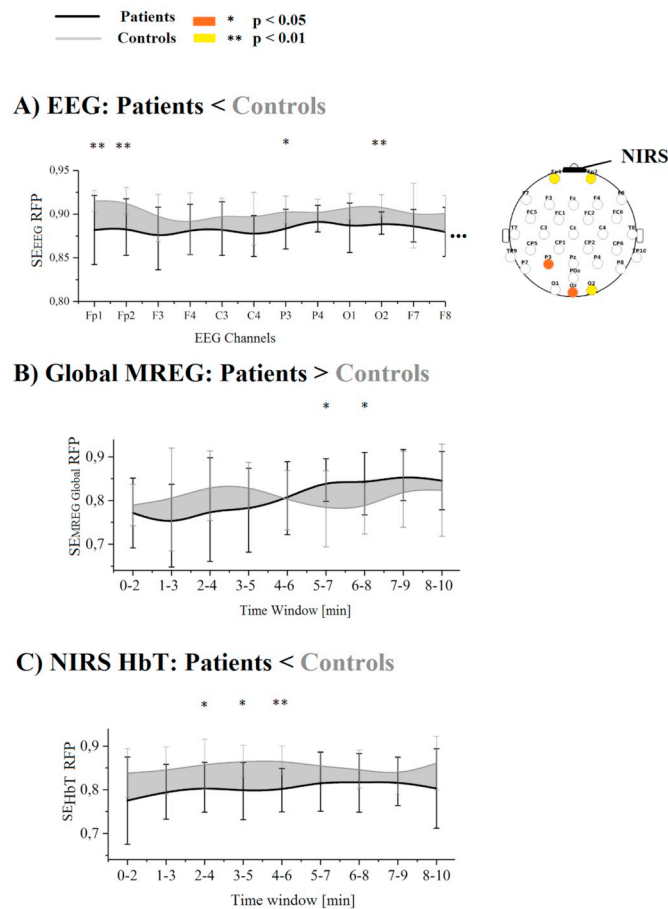 Patients * p < 0.05
Controls ** p < 0.01
A) EEG: Patients < Controls
** ** * **
NIRS
SE_EEG RFP
0,95
0,90
0,85
0,80
Fp1 Fp2 F3 F4 C3 C4 P3 P4 O1 O2 F7 F8
...
EEG Channels
Fp1 Fp2
F7 F3 Fz F4 F8
FC5 FC1 FC2 FC6
T7 C3 Cz C4 T8
TP9 CP5 CP1 CP2 CP6 TP10
P7 P3 Pz P4 P8
POz
O1 Oz O2
B) Global MREG: Patients > Controls
* *
SE_MREG Global RFP
0,9
0,8
0,7
0-2 1-3 2-4 3-5 4-6 5-7 6-8 7-9 8-10
Time Window [min]
C) NIRS HbT: Patients < Controls
* * **
SE_HbT RFP
0,9
0,8
0,7
0-2 1-3 2-4 3-5 4-6 5-7 6-8 7-9 8-10
Time window [min]